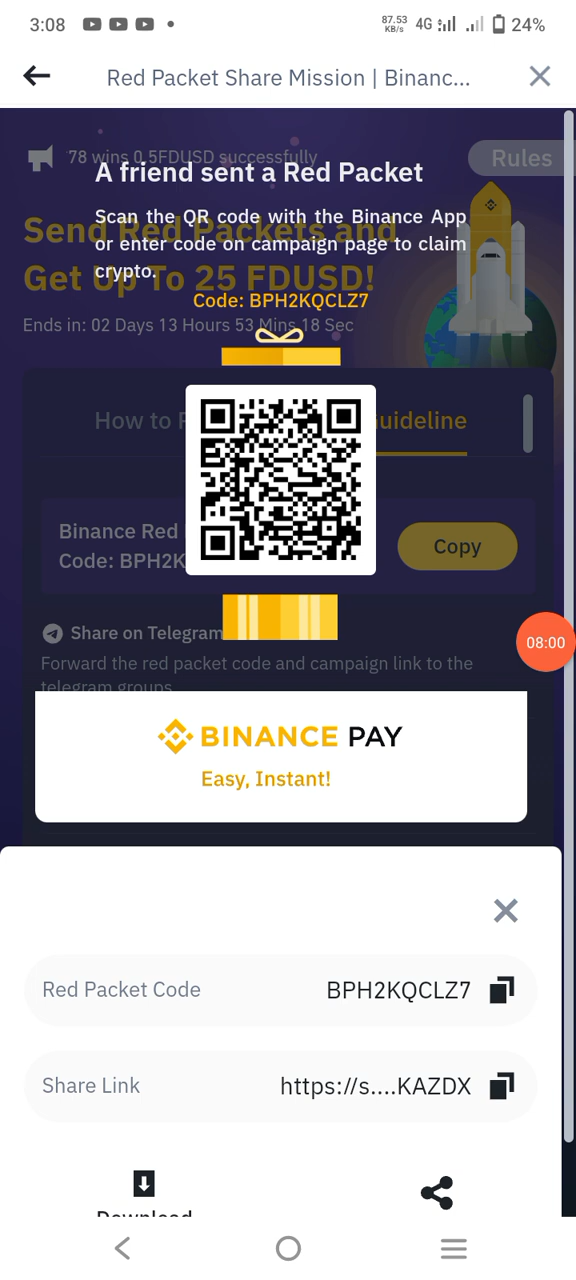 3:08
87.53
KB/s
4G
24%
Red Packet Share Mission | Binanc...
78 wins 0.5FDUSD successfully
Rules
A friend sent a Red Packet
Scan the QR code with the Binance App
or enter code on campaign page to claim
crypto.
Send Red Packets and
Get Up To 25 FDUSD!
Code: BPH2KQCLZ7
Ends in: 02 Days 13 Hours 53 Mins 18 Sec
How to
uideline
Binance Red
Code: BPH2K
Copy
Share on Telegram
08:00
Forward the red packet code and campaign link to the
telegram groups
BINANCE PAY
Easy, Instant!
Red Packet Code
BPH2KQCLZ7
Share Link
https://s....KAZDX
Download